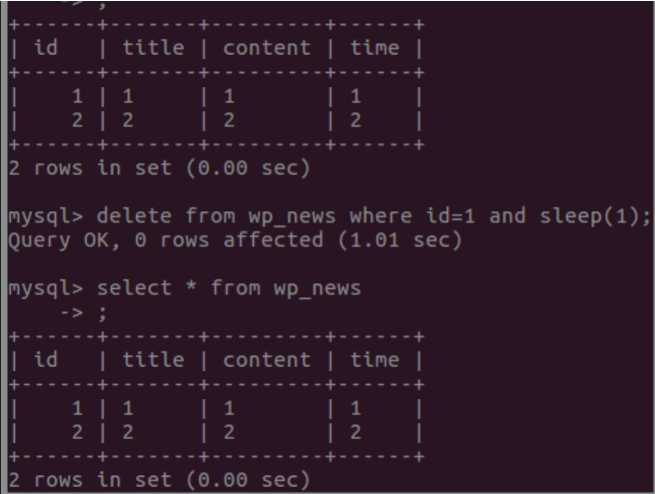 -> ;
+------+-------+---------+------+
| id   | title | content | time |
+------+-------+---------+------+
|    1 | 1     | 1       | 1    |
|    2 | 2     | 2       | 2    |
+------+-------+---------+------+
2 rows in set (0.00 sec)
mysql> delete from wp_news where id=1 and sleep(1);
Query OK, 0 rows affected (1.01 sec)
mysql> select * from wp_news
    -> ;
+------+-------+---------+------+
| id   | title | content | time |
+------+-------+---------+------+
|    1 | 1     | 1       | 1    |
|    2 | 2     | 2       | 2    |
+------+-------+---------+------+
2 rows in set (0.00 sec)